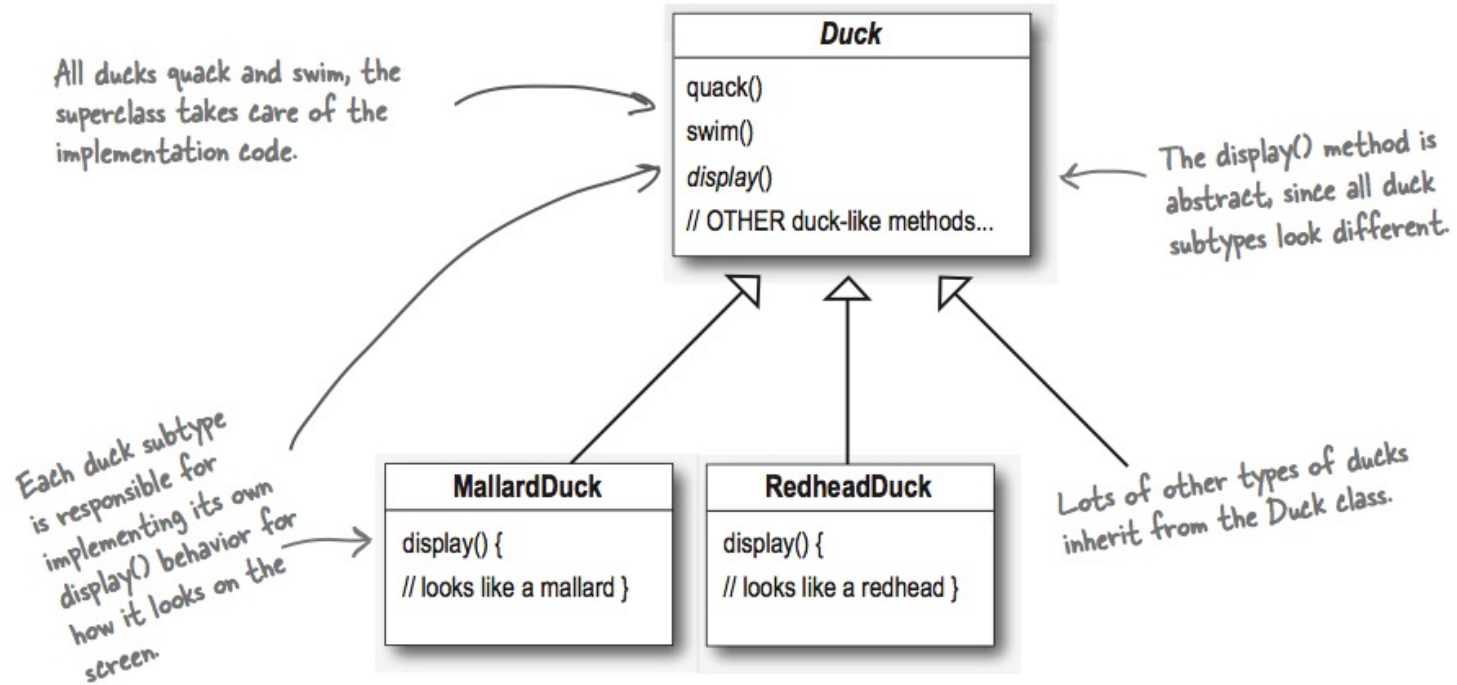 All ducks quack and swim, the
superclass takes care of the
implementation code.
Duck
quack()
swim()
display()
// OTHER duck-like methods...
The display() method is
abstract, since all duck
subtypes look different.
Each duck subtype
is responsible for
implementing its own
display() behavior for
how it looks on the
screen.
MallardDuck
display() {
// looks like a mallard }
RedheadDuck
display() {
// looks like a redhead }
Lots of other types of ducks
inherit from the Duck class.